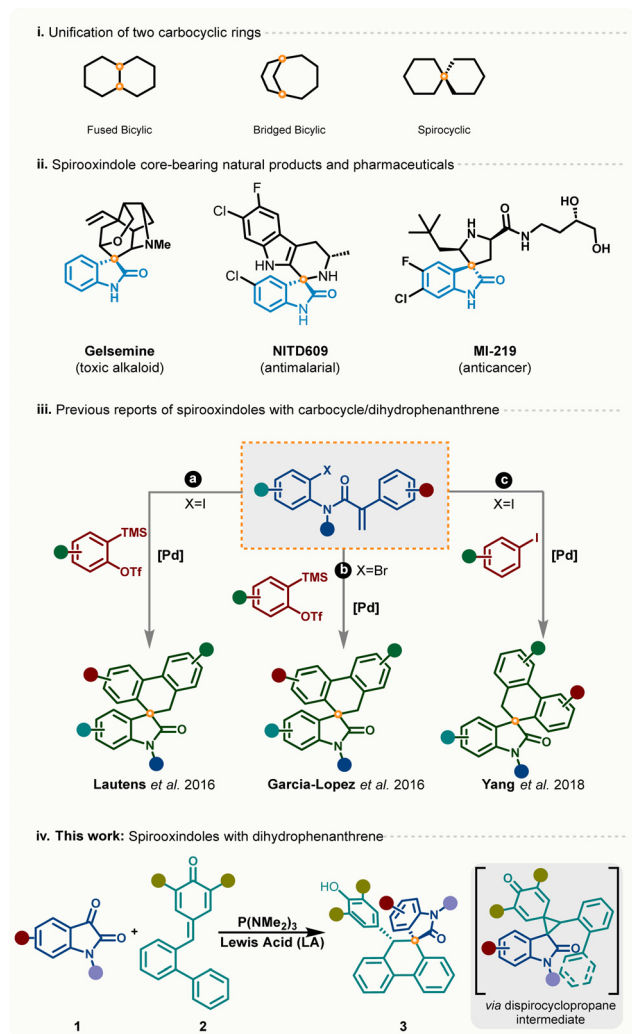 i. Unification of two carbocyclic rings
Fused Bicylic
Bridged Bicylic
Spirocyclic
ii. Spirooxindole core-bearing natural products and pharmaceuticals
O
NMe
O
N
H
Gelsemine
(toxic alkaloid)
F
Cl
N
H
NH
Cl
O
N
H
NITD609
(antimalarial)
HO
O
H
N
N
H
OH
F
Cl
O
N
H
MI-219
(anticancer)
iii. Previous reports of spirooxindoles with carbocycle/dihydrophenanthrene
a
X=I
X
O
N
c
X=I
TMS
OTf
[Pd]
b X=Br
TMS
OTf
[Pd]
I
[Pd]
O
N
Lautens et al. 2016
O
N
Garcia-Lopez et al. 2016
O
N
Yang et al. 2018
iv. This work: Spirooxindoles with dihydrophenanthrene
O
O
N
1
+
O
2
P(NMe2)3
Lewis Acid (LA)
HO
N
O
3
O
O
N
via dispirocyclopropane
intermediate